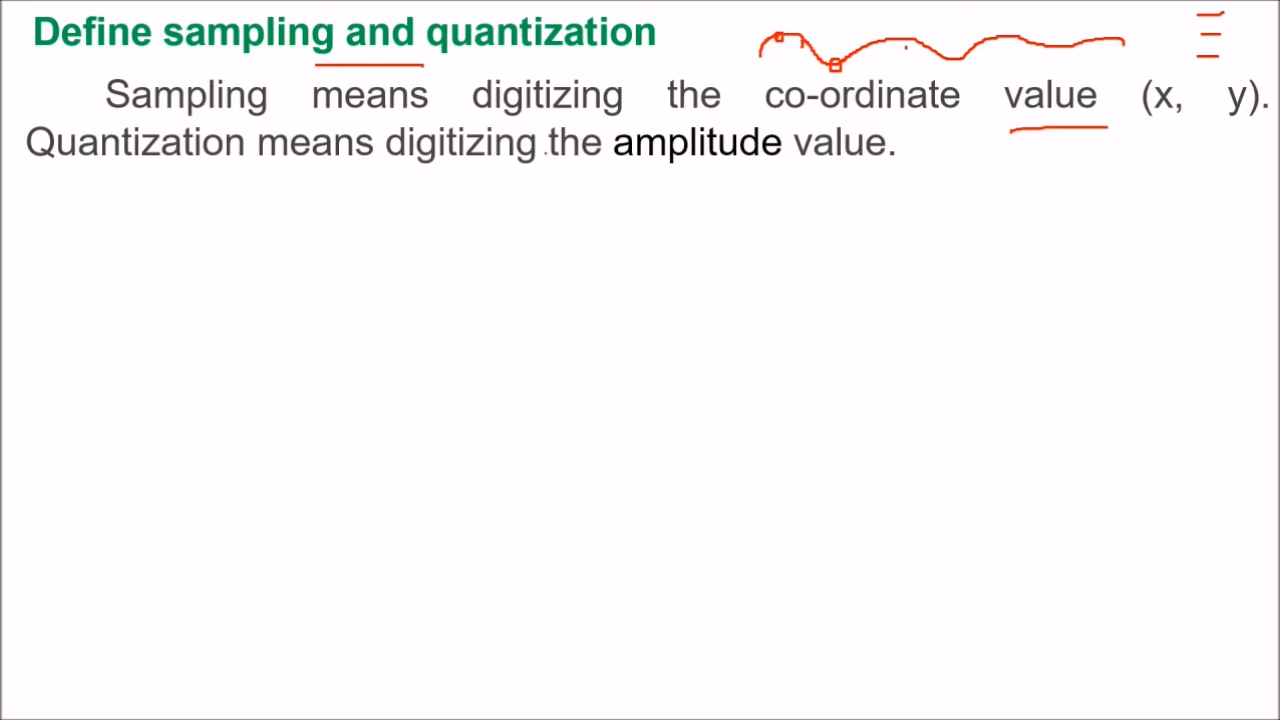 Define sampling and quantization
Sampling means digitizing the co-ordinate value (x, y).
Quantization means digitizing the amplitude value.